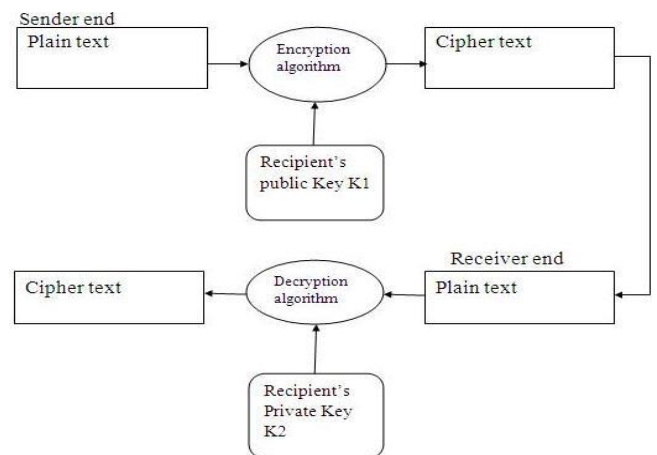 Sender end
Plain text
Encryption
algorithm
Cipher text
Recipient's
public Key K1
Receiver end
Cipher text
Decryption
algorithm
Plain text
Recipient's
Private Key
K2